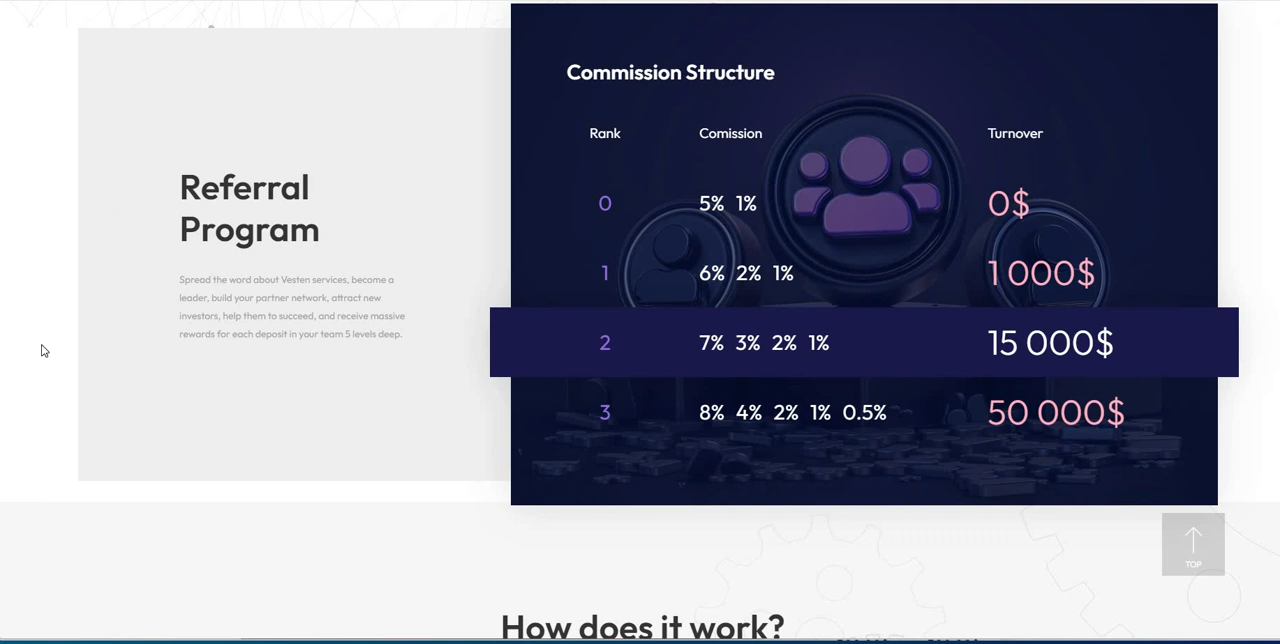 Referral
Program
Spread the word about Vesten services, become a
leader, build your partner network, attract new
investors, help them to succeed, and receive massive
rewards for each deposit in your team 5 levels deep.
Commission Structure
Rank Comission Turnover
0 5% 1% 0$
1 6% 2% 1% 1 000$
2 7% 3% 2% 1% 15 000$
3 8% 4% 2% 1% 0.5% 50 000$
TOP
How does it work?